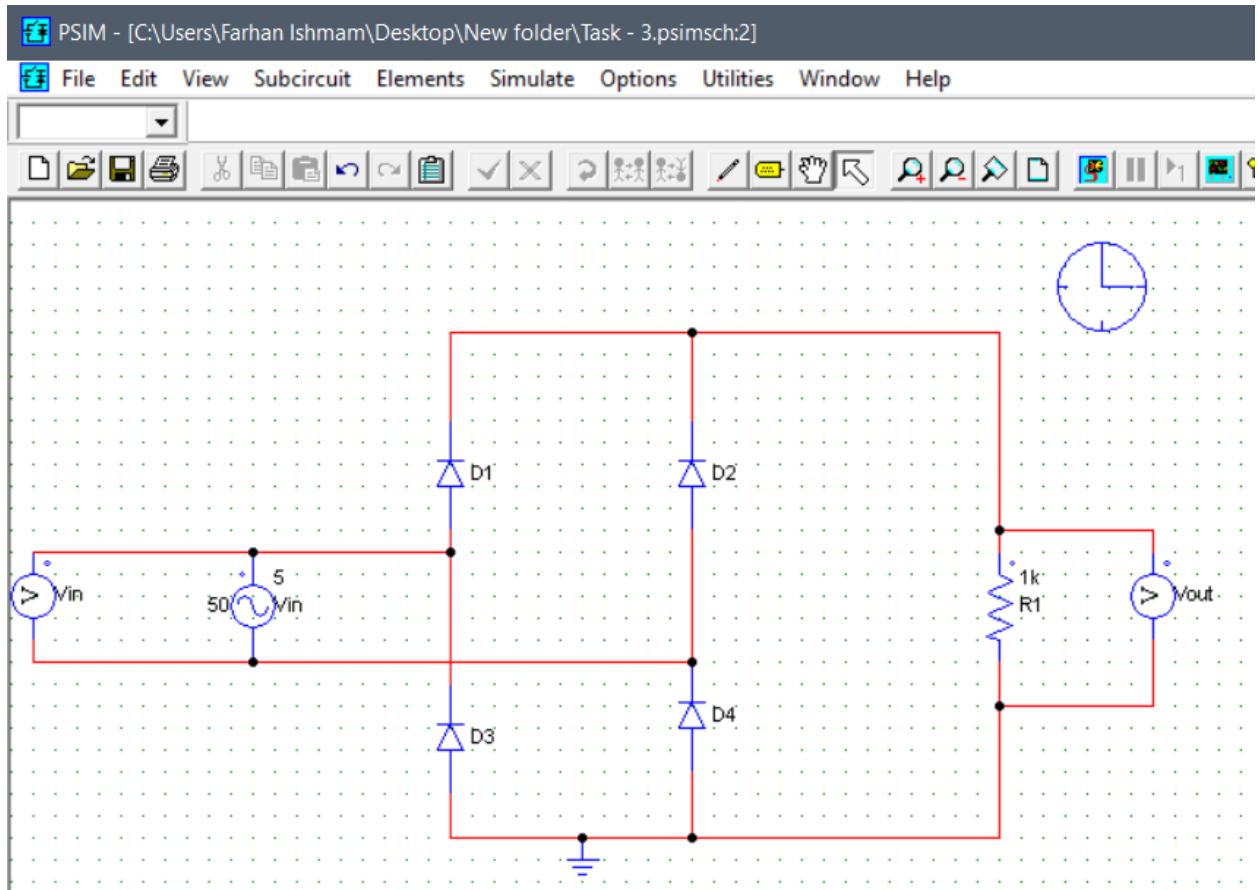 PSIM - [C:\Users\Farhan Ishmam\Desktop\New folder\Task - 3.psimsch:2]
File Edit View Subcircuit Elements Simulate Options Utilities Window Help
D1
D2
Vin
5
50
Vin
1k
R1
Vout
D3
D4